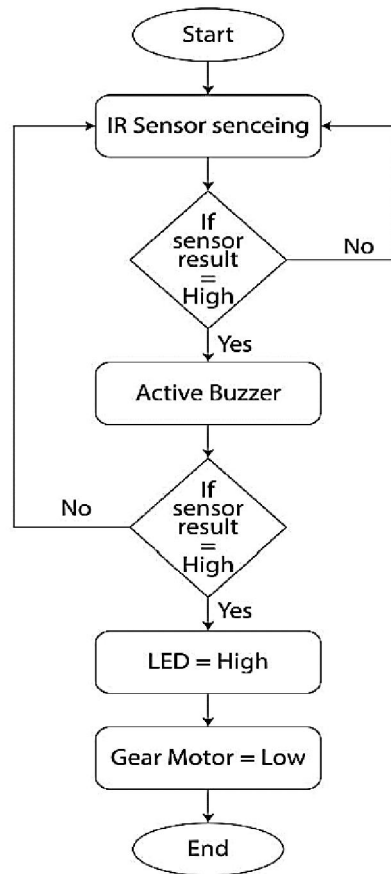 Start
IR Sensor senceing
If
sensor
result
=
High
No
Yes
Active Buzzer
If
sensor
result
=
High
No
Yes
LED = High
Gear Motor = Low
End